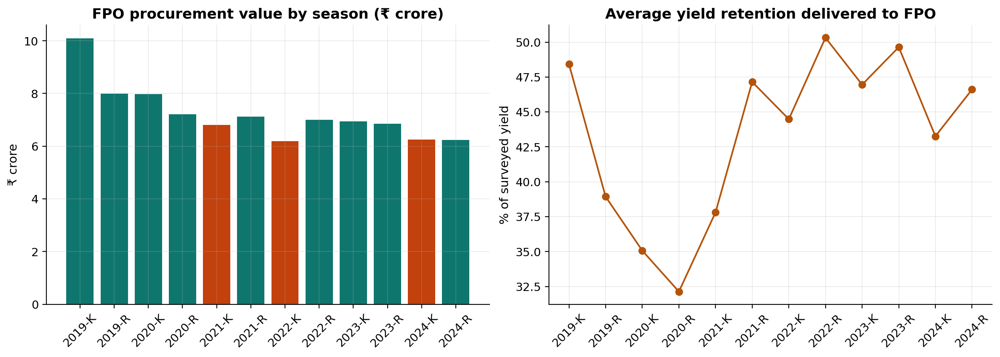 FPO procurement value by season (₹ crore)
₹ crore
10
8
6
4
2
0
2019-K
2019-R
2020-K
2020-R
2021-K
2021-R
2022-K
2022-R
2023-K
2023-R
2024-K
2024-R
Average yield retention delivered to FPO
% of surveyed yield
50.0
47.5
45.0
42.5
40.0
37.5
35.0
32.5
2019-K
2019-R
2020-K
2020-R
2021-K
2021-R
2022-K
2022-R
2023-K
2023-R
2024-K
2024-R